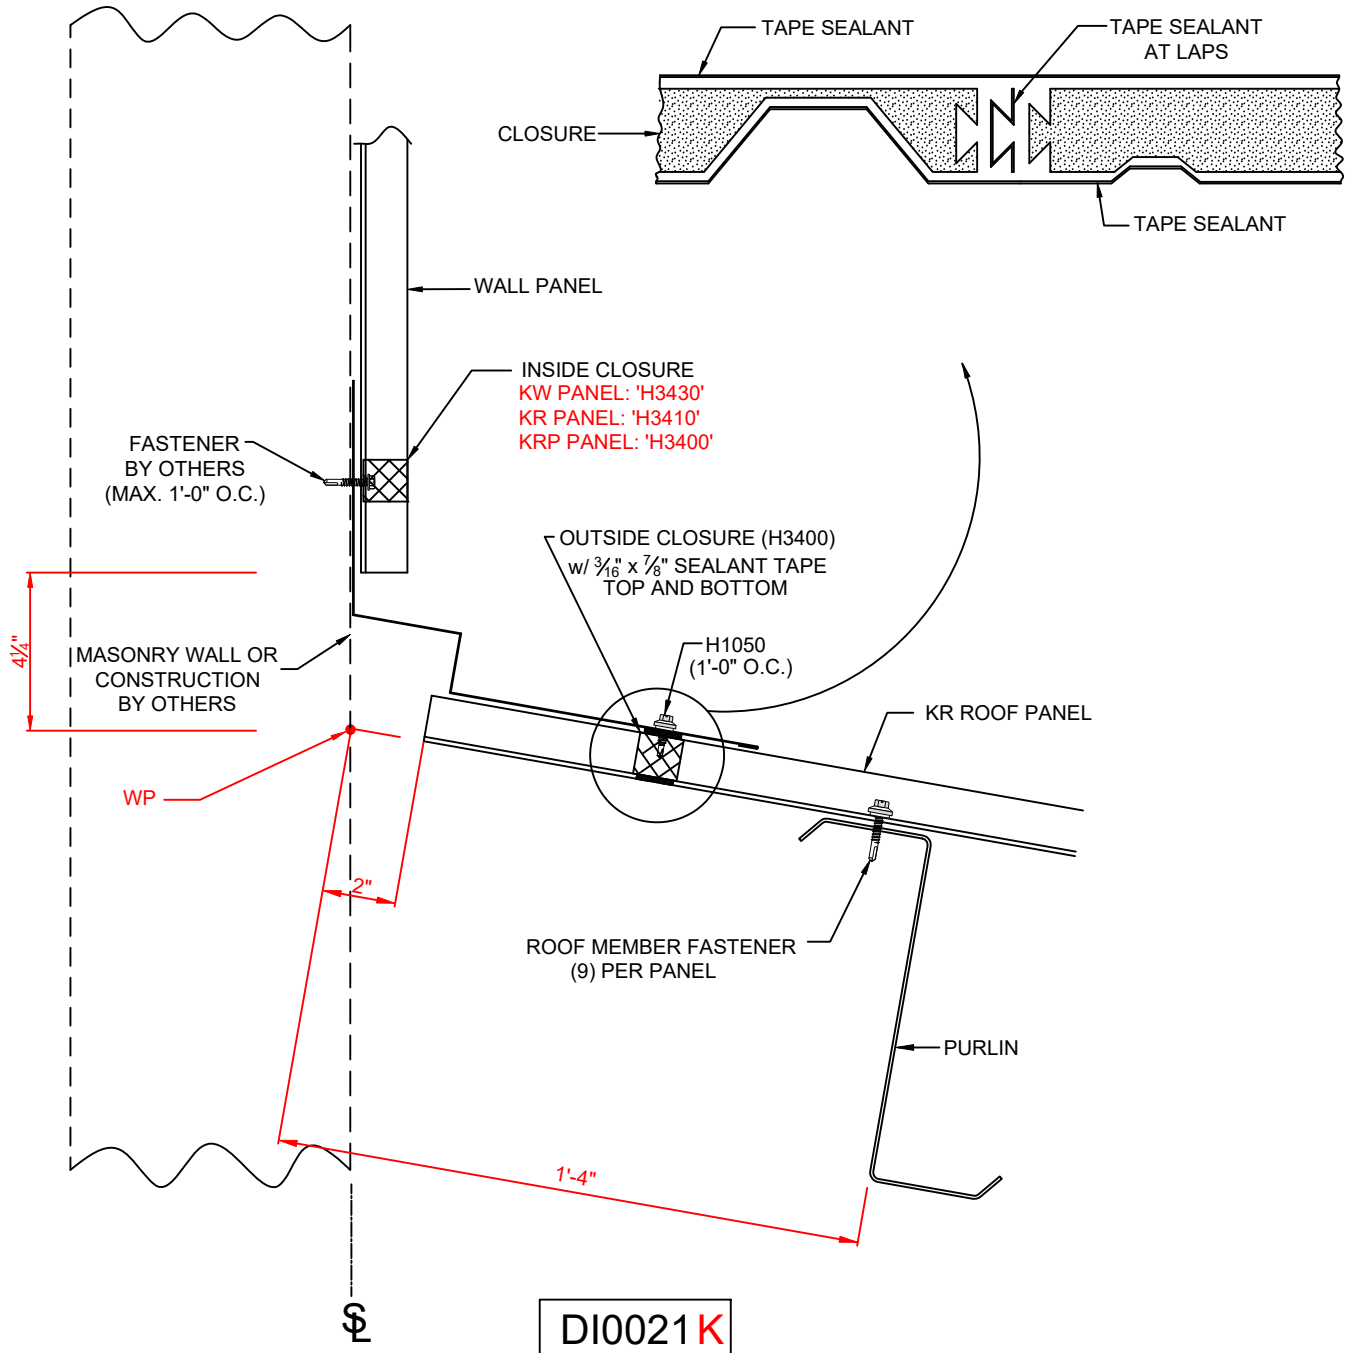 TAPE SEALANT
TAPE SEALANT
AT LAPS
CLOSURE
TAPE SEALANT
WALL PANEL
INSIDE CLOSURE
KW PANEL: 'H3430'
KR PANEL: 'H3410'
KRP PANEL: 'H3400'
FASTENER
BY OTHERS
(MAX. 1'-0" O.C.)
OUTSIDE CLOSURE (H3400)
w/ 3/16" x 7/8" SEALANT TAPE
TOP AND BOTTOM
4 1/4"
MASONRY WALL OR
CONSTRUCTION
BY OTHERS
H1050
(1'-0" O.C.)
KR ROOF PANEL
WP
2"
ROOF MEMBER FASTENER
(9) PER PANEL
PURLIN
1'-4"
SL
DI0021K